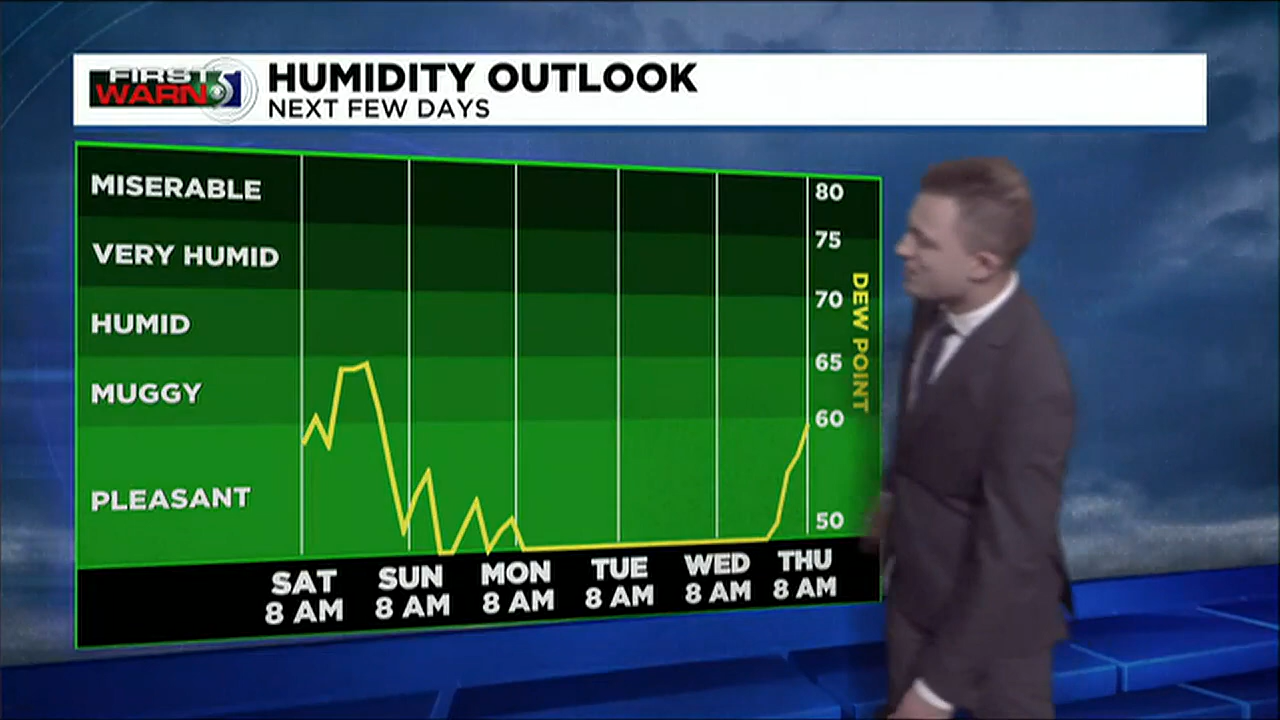 FIRST
WARN 5
HUMIDITY OUTLOOK
NEXT FEW DAYS
MISERABLE
VERY HUMID
HUMID
MUGGY
PLEASANT
80
75
70
65
60
50
DEW POINT
SAT
8 AM
SUN
8 AM
MON
8 AM
TUE
8 AM
WED
8 AM
THU
8 AM